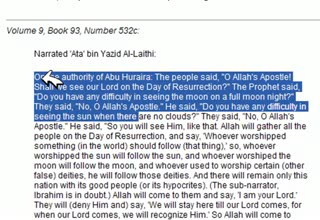 Volume 9, Book 93, Number 532c:
Narrated 'Ata' bin Yazid Al-Laithi:
On the authority of Abu Huraira: The people said, "O Allah's Apostle!
Shall we see our Lord on the Day of Resurrection?" The Prophet said,
"Do you have any difficulty in seeing the moon on a full moon night?"
They said, "No, O Allah's Apostle." He said, "Do you have any difficulty in
seeing the sun when there are no clouds?" They said, "No, O Allah's
Apostle." He said, "So you will see Him, like that. Allah will gather all the
people on the Day of Resurrection, and say, 'Whoever worshipped
something (in the world) should follow (that thing),' so, whoever
worshipped the sun will follow the sun, and whoever worshiped the
moon will follow the moon, and whoever used to worship certain (other
false) deities, he will follow those deities. And there will remain only this
nation with its good people (or its hypocrites). (The sub-narrator,
Ibrahim is in doubt.) Allah will come to them and say, 'I am your Lord.'
They will (deny Him and) say, 'We will stay here till our Lord comes, for
when our Lord comes, we will recognize Him.' So Allah will come to